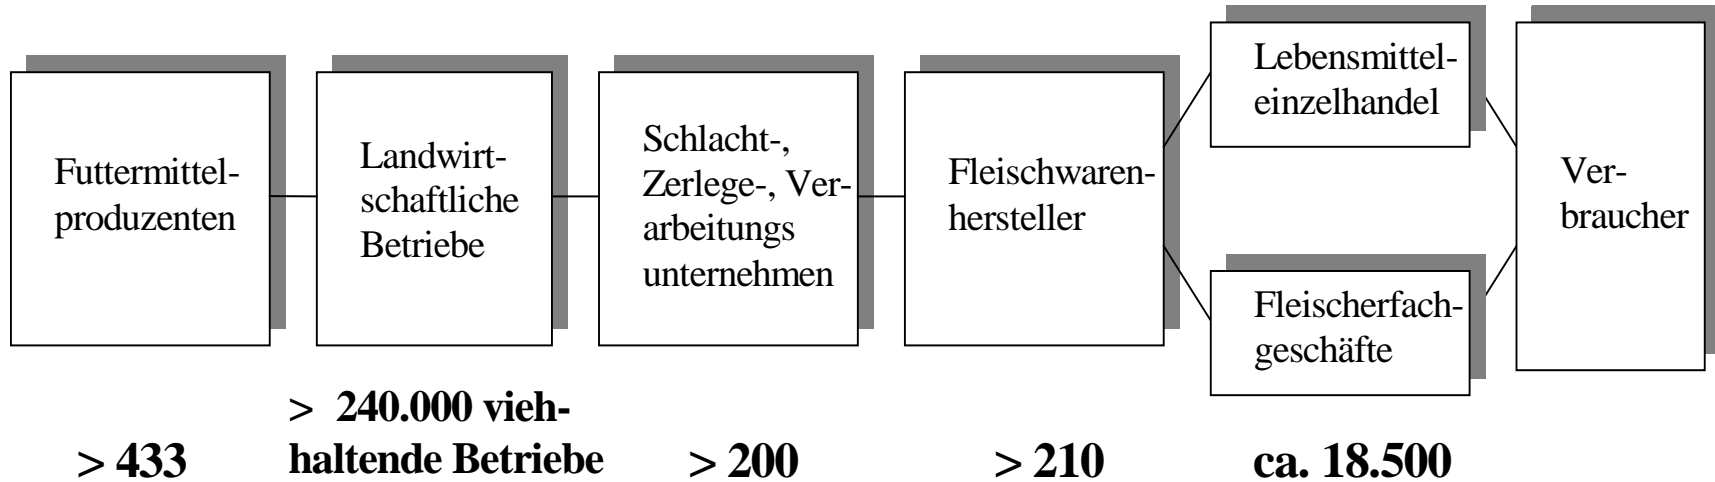 Futtermittel-
produzenten
Landwirt-
schaftliche
Betriebe
Schlacht-,
Zerlege-, Ver-
arbeitungs
unternehmen
Fleischwaren-
hersteller
Lebensmittel-
einzelhandel
Fleischerfach-
geschäfte
Ver-
braucher
> 433
> 240.000 vieh-
haltende Betriebe
> 200
> 210
ca. 18.500